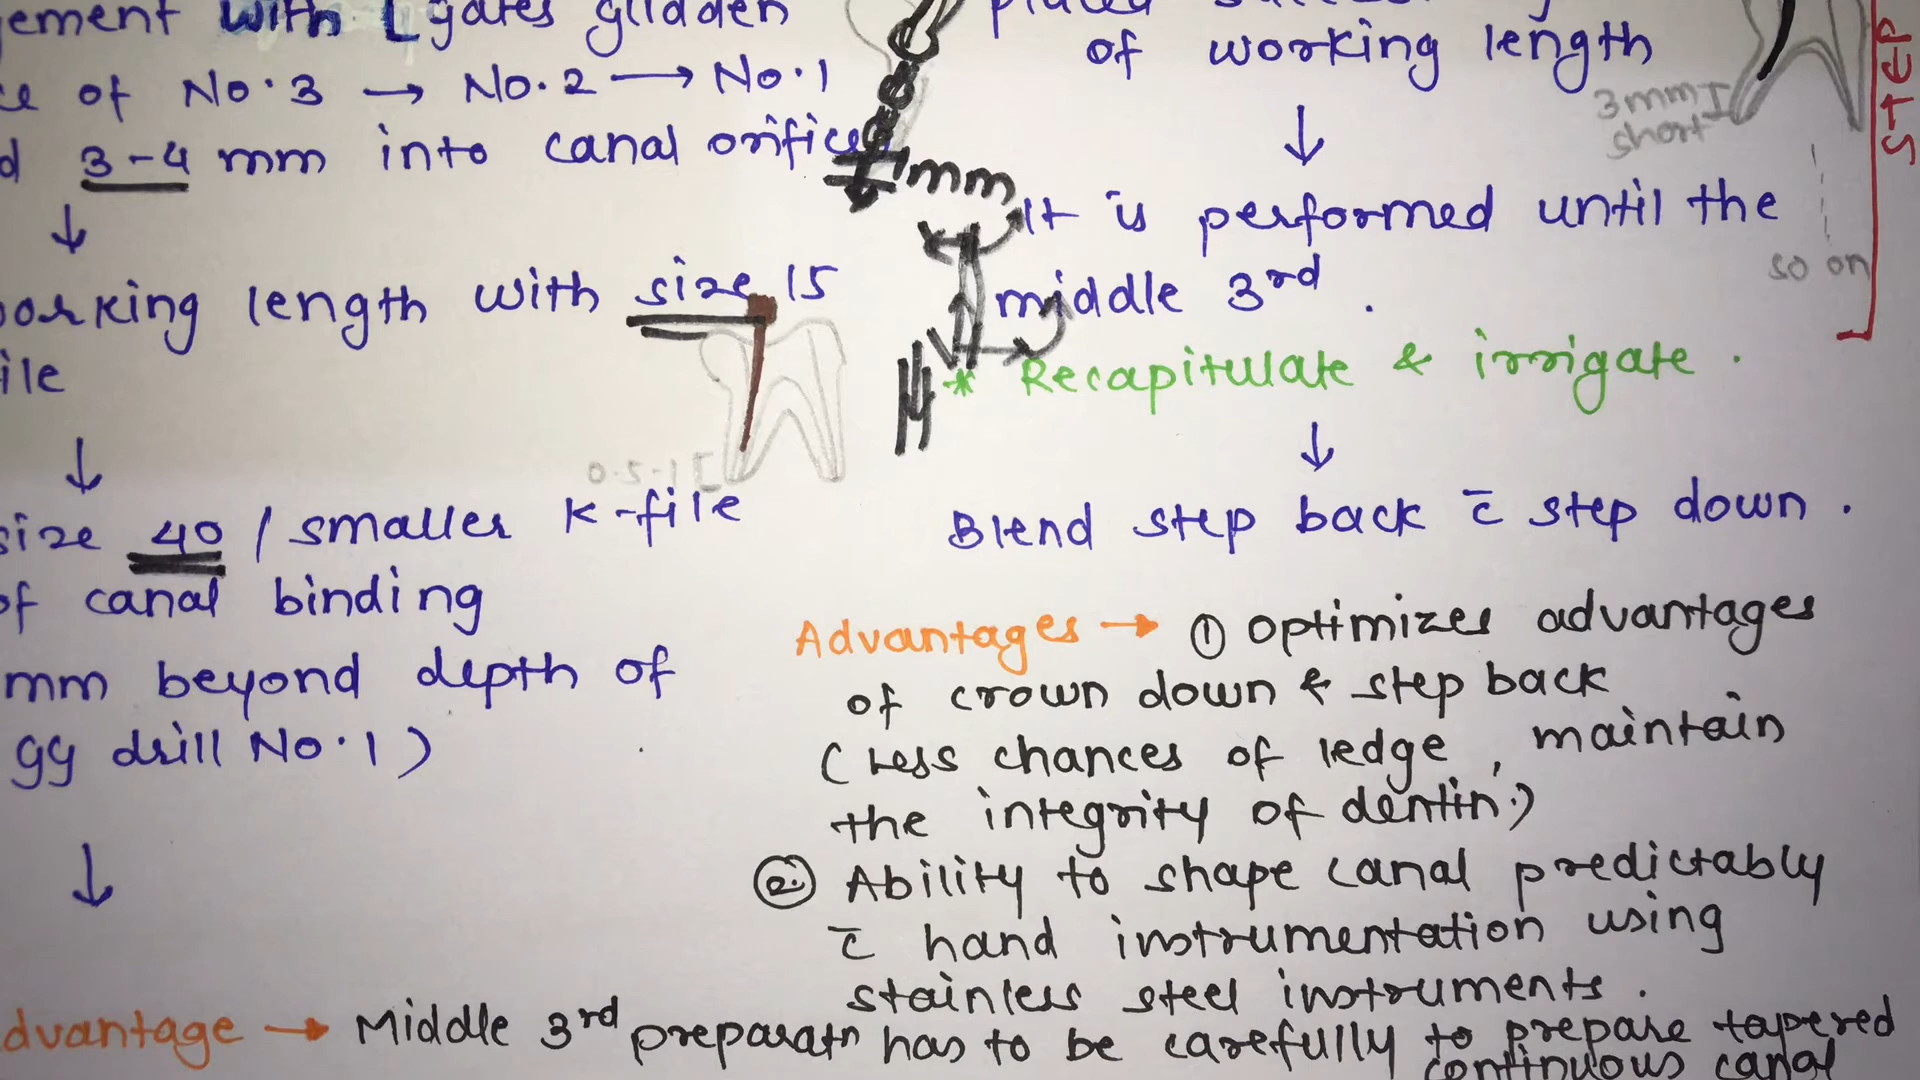 with gates glidden
of No. 3 → No. 2 → No. 1
3-4 mm into canal orifice
↓
length with size 15
↓
size 40 / smaller K-file
of canal binding
mm beyond depth of
gg drill No. 1)
↓
1mm
0.5-1
of working length
↓
It is performed until the
middle 3rd.
* Recapitulate & irrigate.
↓
Blend step back c̄ step down.
3mm
short
so on
STEP
Advantages → ① Optimizes advantages
of crown down & step back
(Less chances of ledge, maintain
the integrity of dentin.)
② Ability to shape canal predictably
c̄ hand instrumentation using
stainless steel instruments.
dvantage → Middle 3rd preparatn has to be carefully to prepare tapered
continuous canal